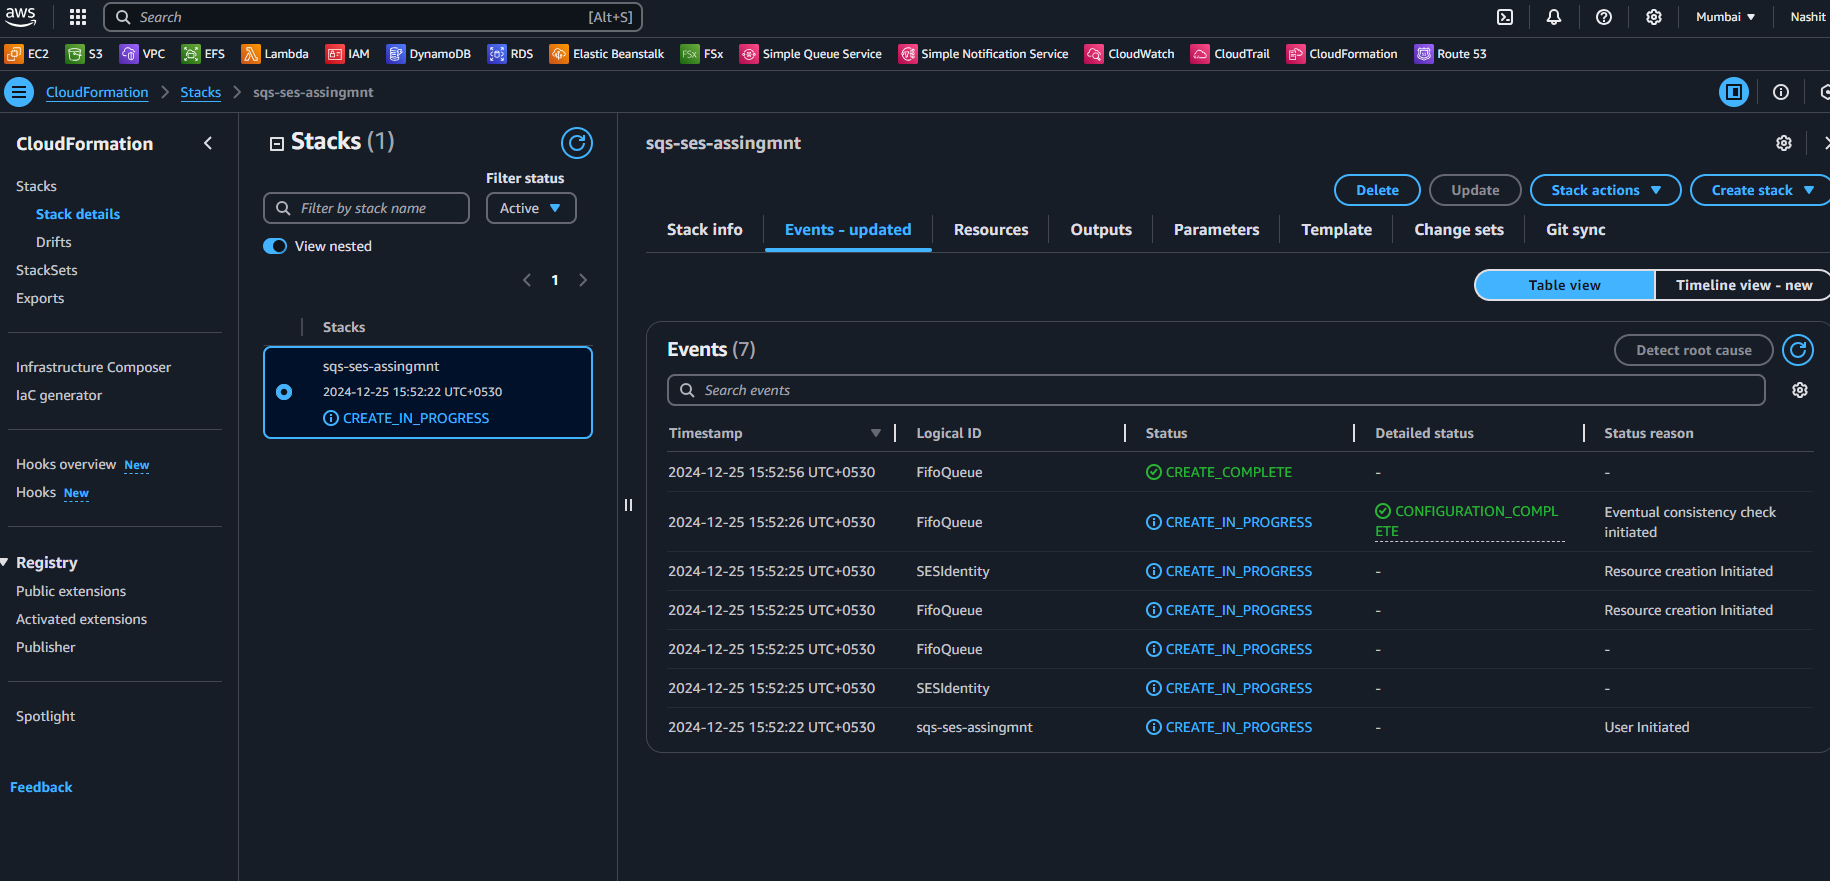 aws
Search [Alt+S]
Mumbai
Nashit
EC2 S3 VPC EFS Lambda IAM DynamoDB RDS Elastic Beanstalk FSx Simple Queue Service Simple Notification Service CloudWatch CloudTrail CloudFormation Route 53
CloudFormation Stacks sqs-ses-assingmnt
CloudFormation
Stacks
Stack details
Drifts
StackSets
Exports
Infrastructure Composer
IaC generator
Hooks overview New
Hooks New
Registry
Public extensions
Activated extensions
Publisher
Spotlight
Feedback
Stacks (1)
Filter status
Filter by stack name
Active
View nested
1
Stacks
sqs-ses-assingmnt
2024-12-25 15:52:22 UTC+0530
CREATE_IN_PROGRESS
sqs-ses-assingmnt
Delete Update Stack actions Create stack
Stack info Events - updated Resources Outputs Parameters Template Change sets Git sync
Table view Timeline view - new
Events (7)
Detect root cause
Search events
Timestamp Logical ID Status Detailed status Status reason
2024-12-25 15:52:56 UTC+0530 FifoQueue CREATE_COMPLETE - -
2024-12-25 15:52:26 UTC+0530 FifoQueue CREATE_IN_PROGRESS CONFIGURATION_COMPL
ETE
Eventual consistency check
initiated
2024-12-25 15:52:25 UTC+0530 SESIdentity CREATE_IN_PROGRESS - Resource creation Initiated
2024-12-25 15:52:25 UTC+0530 FifoQueue CREATE_IN_PROGRESS - Resource creation Initiated
2024-12-25 15:52:25 UTC+0530 FifoQueue CREATE_IN_PROGRESS - -
2024-12-25 15:52:25 UTC+0530 SESIdentity CREATE_IN_PROGRESS - -
2024-12-25 15:52:22 UTC+0530 sqs-ses-assingmnt CREATE_IN_PROGRESS - User Initiated